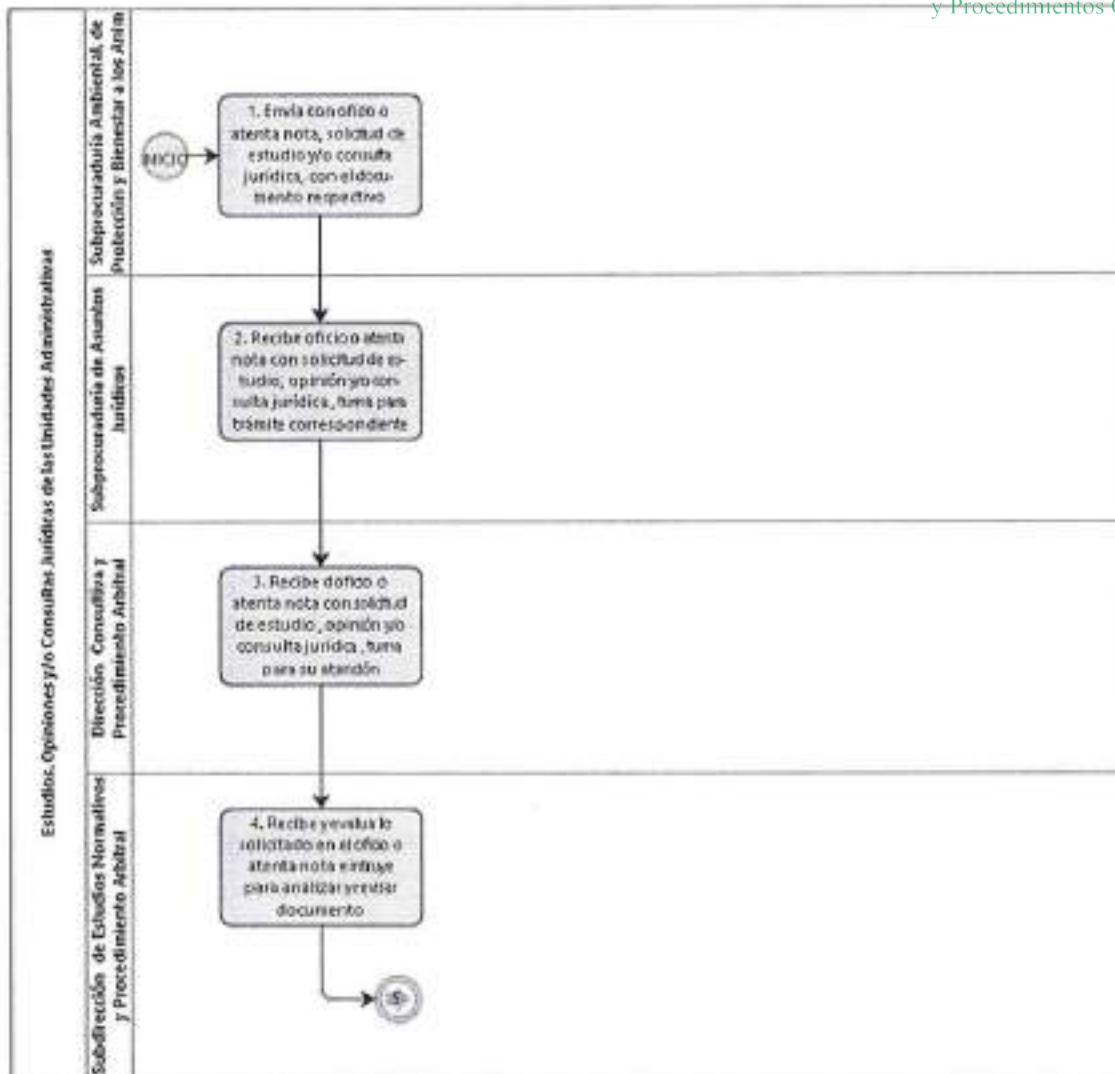 y Procedimientos
Estudios, Opiniones y/o Consultas Jurídicas de las Unidades Administrativas
Subprocuraduría Ambiental, de
Protección y Bienestar a los Anim
INICIO
1. Envía con oficio o
atenta nota, solicitud de
estudio y/o consulta
jurídica, con el docu-
mento respectivo
Subprocuraduría de Asuntos
Jurídicos
2. Recibe oficio o atenta
nota con solicitud de es-
tudio, opinión y/o con-
sulta jurídica, turna para
trámite correspondiente
Dirección Consultiva y
Procedimiento Arbitral
3. Recibe oficio o
atenta nota con solicitud
de estudio, opinión y/o
consulta jurídica, turna
para su atención
Subdirección de Estudios Normativos
y Procedimiento Arbitral
4. Recibe y evalua lo
solicitado en el oficio o
atenta nota e intruye
para analizar y revisar
documento